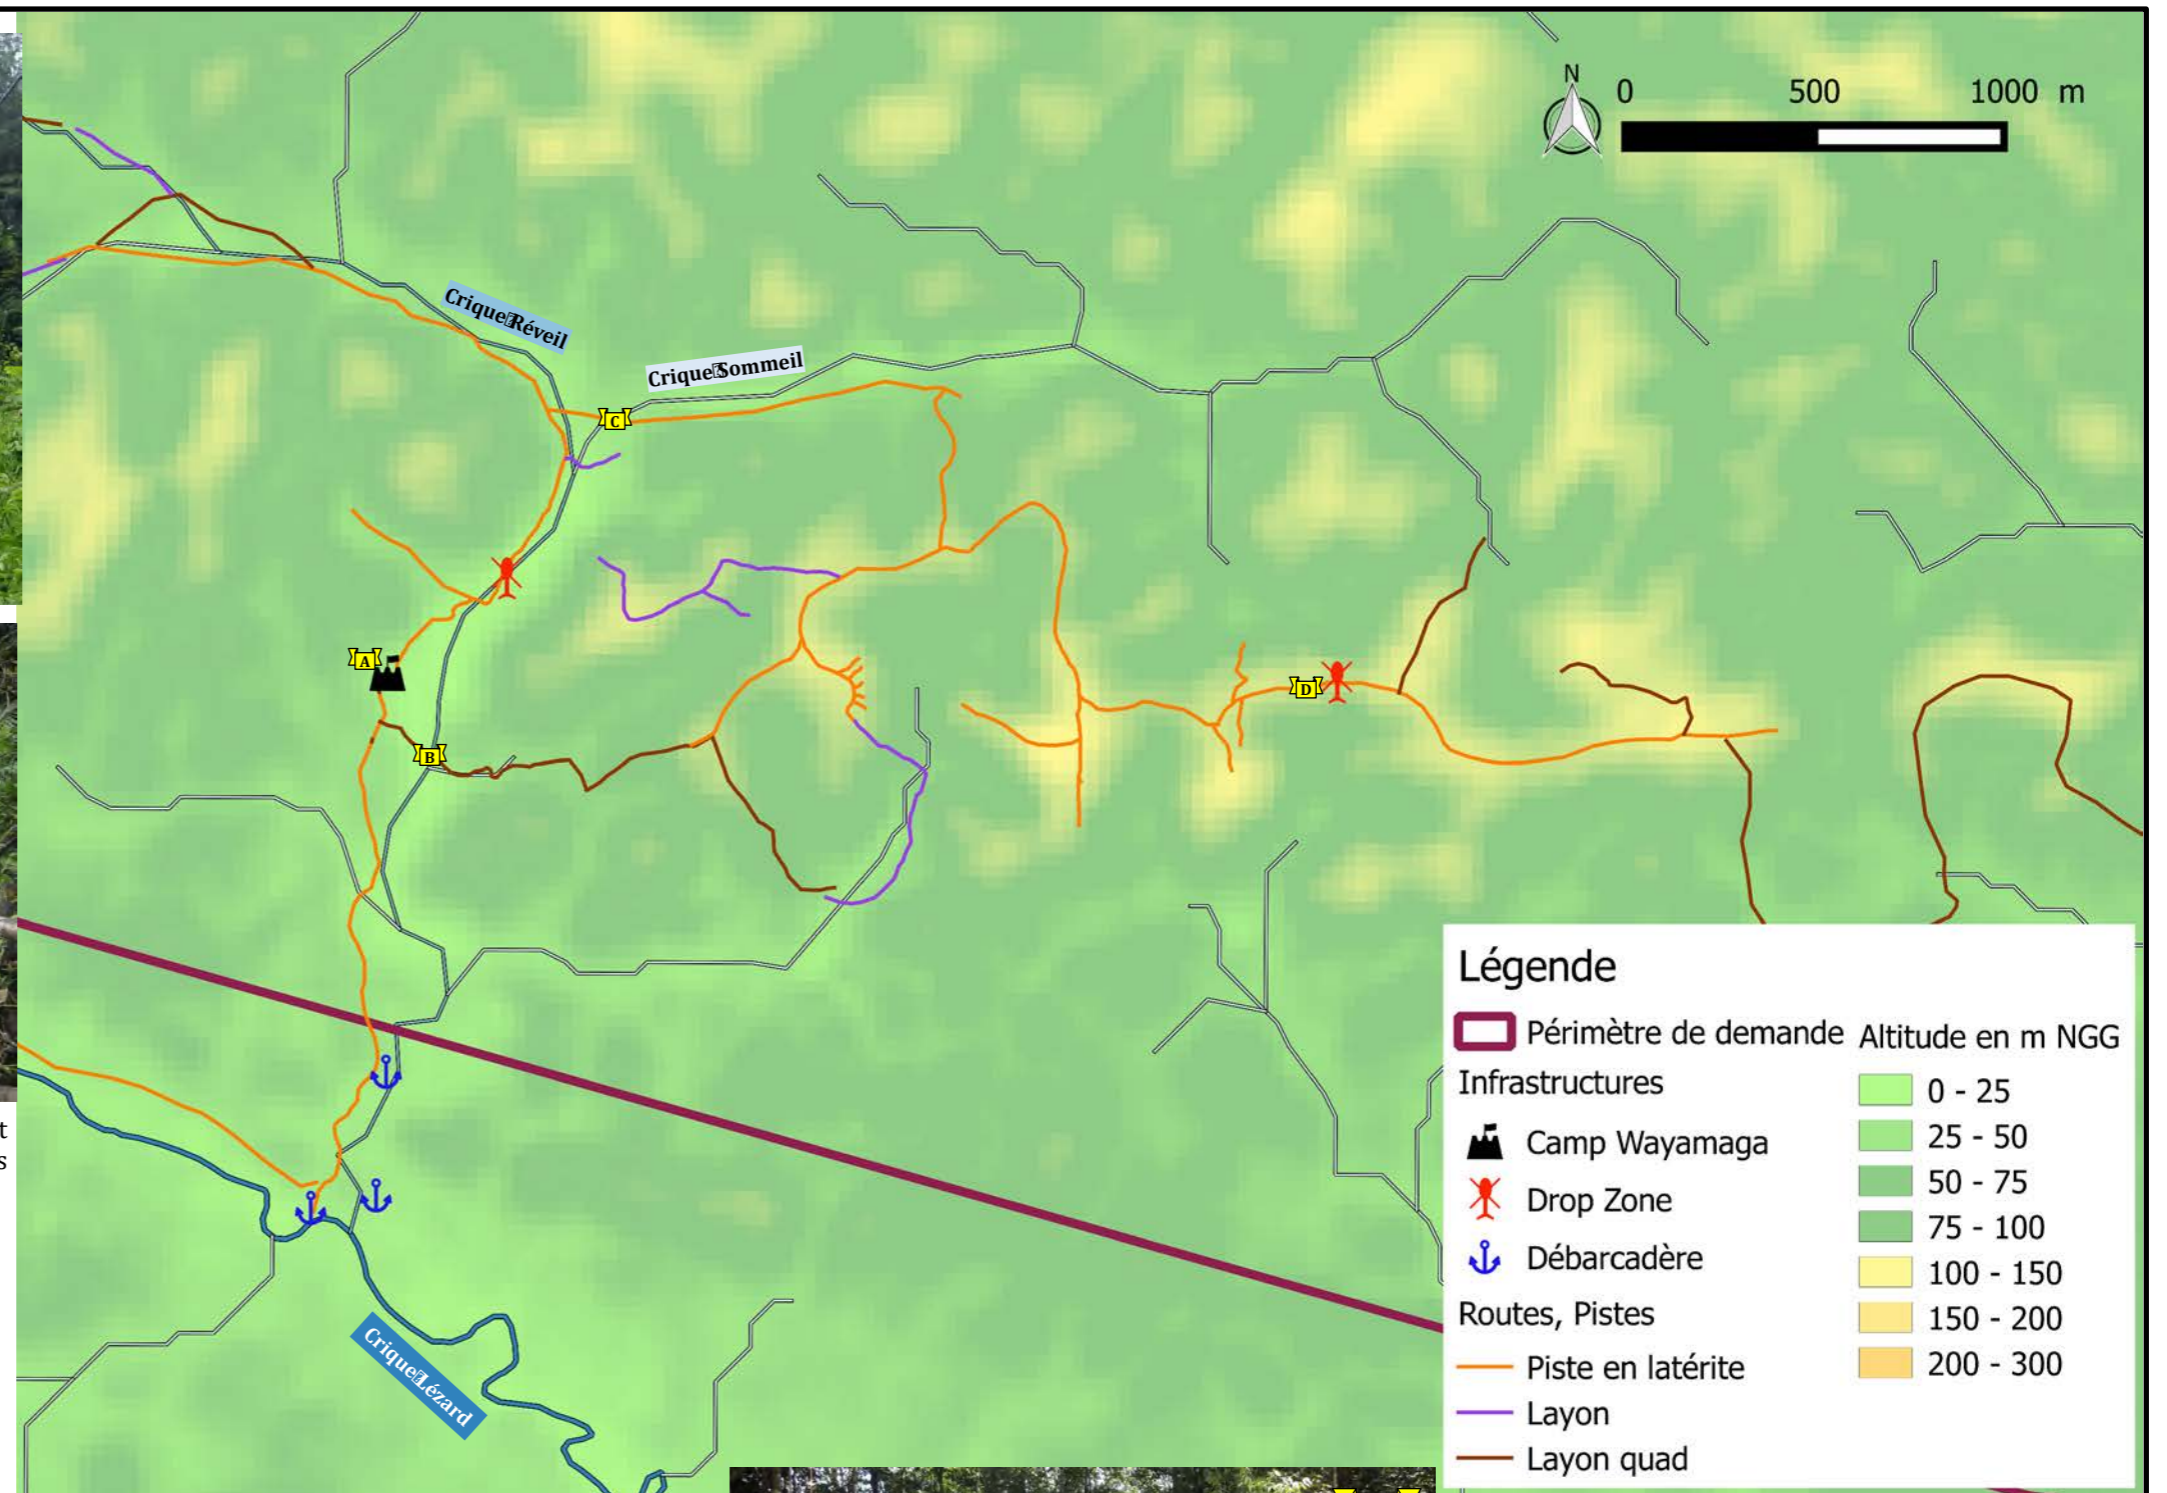 N
0 500 1000 m
Crique Réveil
Crique Sommeil
C
A
D
B
t
s
Crique Lézard
Légende
Périmètre de demande
Infrastructures
Camp Wayamaga
Drop Zone
Débarcadère
Routes, Pistes
Piste en latérite
Layon
Layon quad
Altitude en m NGG
0 - 25
25 - 50
50 - 75
75 - 100
100 - 150
150 - 200
200 - 300